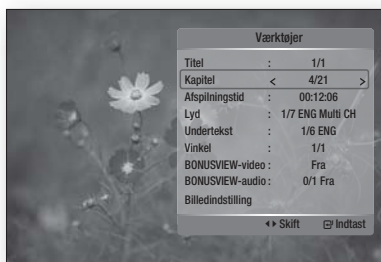 Værktøjer
Titel : 1/1
Kapitel < 4/21 >
Afspilningstid : 00:12:06
Lyd : 1/7 ENG Multi CH
Undertekst : 1/6 ENG
Vinkel : 1/1
BONUSVIEW-video : Fra
BONUSVIEW-audio : 0/1 Fra
Billedindstilling
Skift Indtast